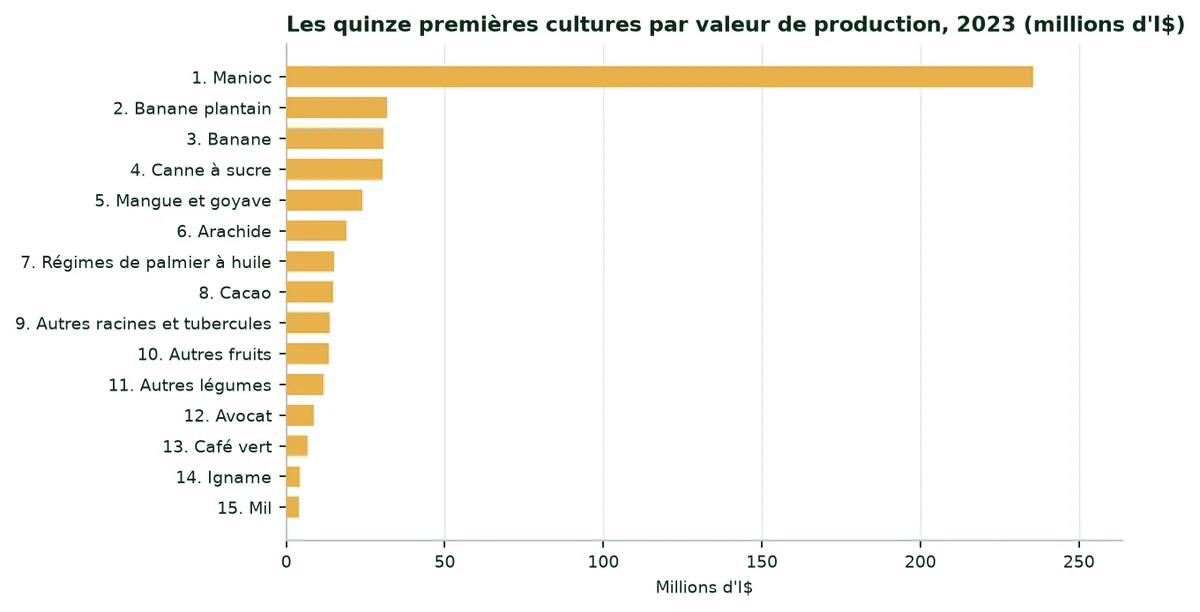 Les quinze premières cultures par valeur de production, 2023 (millions d'I$)
1. Manioc
2. Banane plantain
3. Banane
4. Canne à sucre
5. Mangue et goyave
6. Arachide
7. Régimes de palmier à huile
8. Cacao
9. Autres racines et tubercules
10. Autres fruits
11. Autres légumes
12. Avocat
13. Café vert
14. Igname
15. Mil
0 50 100 150 200 250
Millions d'I$